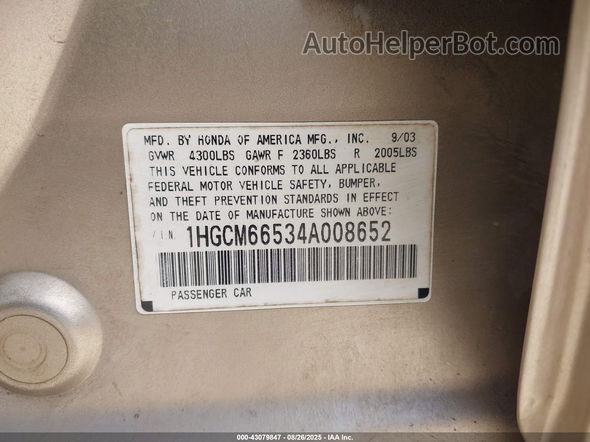 AutoHelperBot.com
MFD. BY HONDA OF AMERICA MFG., INC. 9/03
GVWR 4300LBS GAWR F 2360LBS R 2005LBS
THIS VEHICLE CONFORMS TO ALL APPLICABLE
FEDERAL MOTOR VEHICLE SAFETY, BUMPER,
AND THEFT PREVENTION STANDARDS IN EFFECT
ON THE DATE OF MANUFACTURE SHOWN ABOVE:
V.I.N. 1HGCM66534A008652
PASSENGER CAR
000-43079847 - 08/26/2025 - IAA Inc.